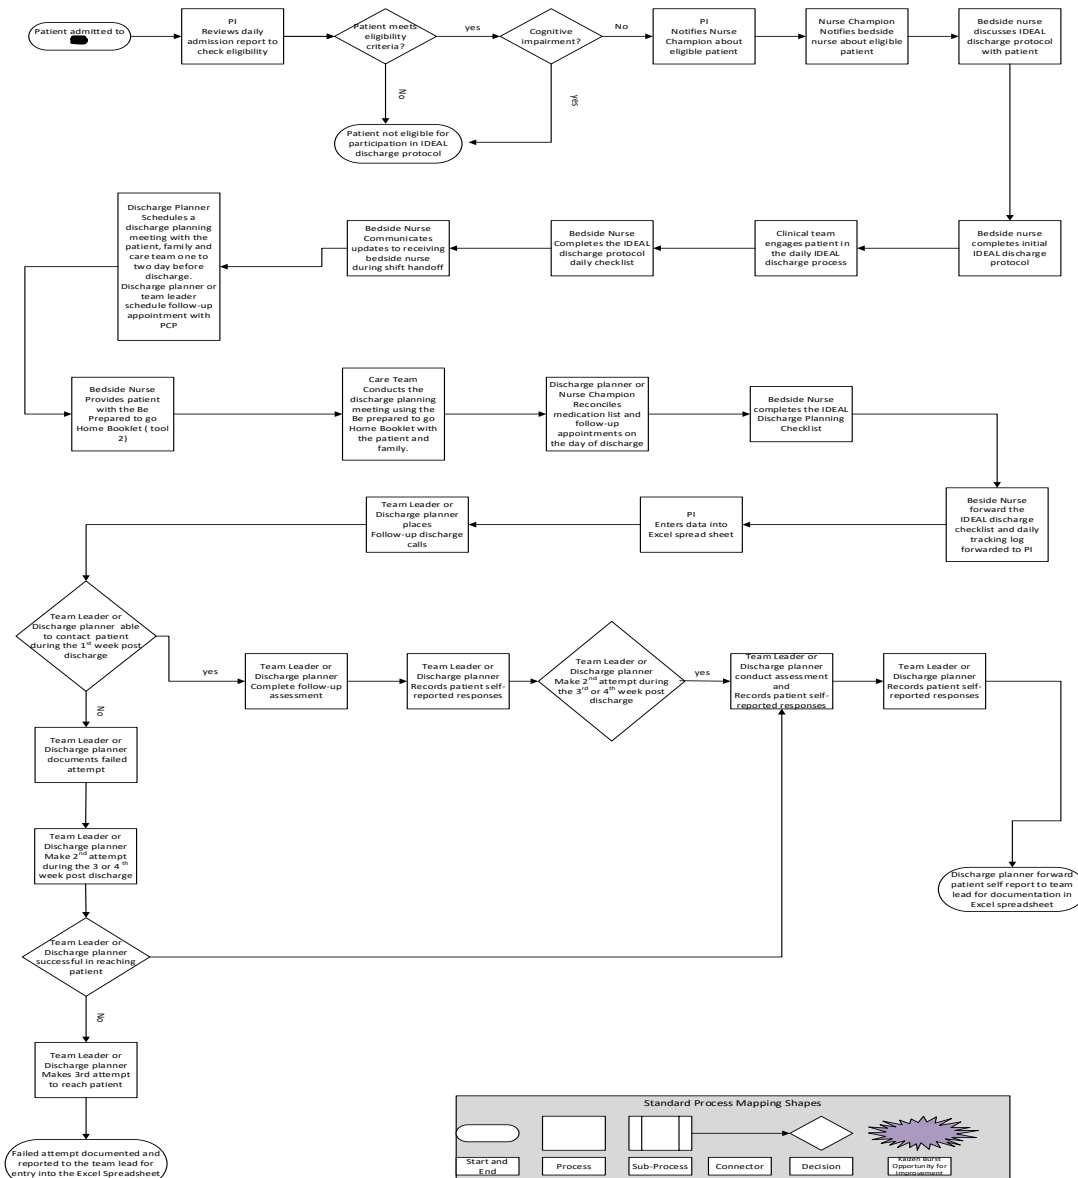 Patient admitted to
PI
Reviews daily
admission report to
check eligibility
Patient meets
eligibility
criteria?
yes
Cognitive
impairment?
No
PI
Notifies Nurse
Champion about
eligible patient
Nurse Champion
Notifies bedside
nurse about eligible
patient
Bedside nurse
discusses IDEAL
discharge protocol
with patient
No
yes
Patient not eligible for
participation in IDEAL
discharge protocol
Discharge Planner
Schedules a
discharge planning
meeting with the
patient, family and
care team one to
two day before
discharge.
Discharge planner or
team leader
schedule follow-up
appointment with
PCP
Bedside Nurse
Communicates
updates to receiving
bedside nurse
during shift handoff
Bedside Nurse
Completes the IDEAL
discharge protocol
daily checklist
Clinical team
engages patient in
the daily IDEAL
discharge process
Bedside nurse
completes initial
IDEAL discharge
protocol
Bedside Nurse
Provides patient
with the Be
Prepared to go
Home Booklet ( tool
2)
Care Team
Conducts the
discharge planning
meeting using the
Be prepared to go
Home Booklet with
the patient and
family.
Discharge planner or
Nurse Champion
Reconciles
medication list and
follow-up
appointments on
the day of discharge
Bedside Nurse
completes the IDEAL
Discharge Planning
Checklist
Beside Nurse
forward the
IDEAL discharge
checklist and daily
tracking log
forwarded to PI
PI
Enters data into
Excel spread sheet
Team Leader or
Discharge planner
places
Follow-up discharge
calls
Team Leader or
Discharge planner able
to contact patient
during the 1st week post
discharge
yes
Team Leader or
Discharge planner
Complete follow-up
assessment
Team Leader or
Discharge planner
Records patient self-
reported responses
Team Leader or
Discharge planner
Make 2nd attempt during
the 3rd or 4th week post
discharge
yes
Team Leader or
Discharge planner
conduct assessment
and
Records patient self-
reported responses
Team Leader or
Discharge planner
Records patient self-
reported responses
No
Team Leader or
Discharge planner
documents failed
attempt
Team Leader or
Discharge planner
Make 2nd attempt
during the 3 or 4 th
week post discharge
Discharge planner forward
patient self report to team
lead for documentation in
Excel spreadsheet
Team Leader or
Discharge planner
successful in reaching
patient
No
Team Leader or
Discharge planner
Makes 3rd attempt
to reach patient
Failed attempt documented and
reported to the team lead for
entry into the Excel Spreadsheet
Standard Process Mapping Shapes
Start and
End
Process
Sub-Process
Connector
Decision
Kaizen Burst
Opportunity for
Improvement